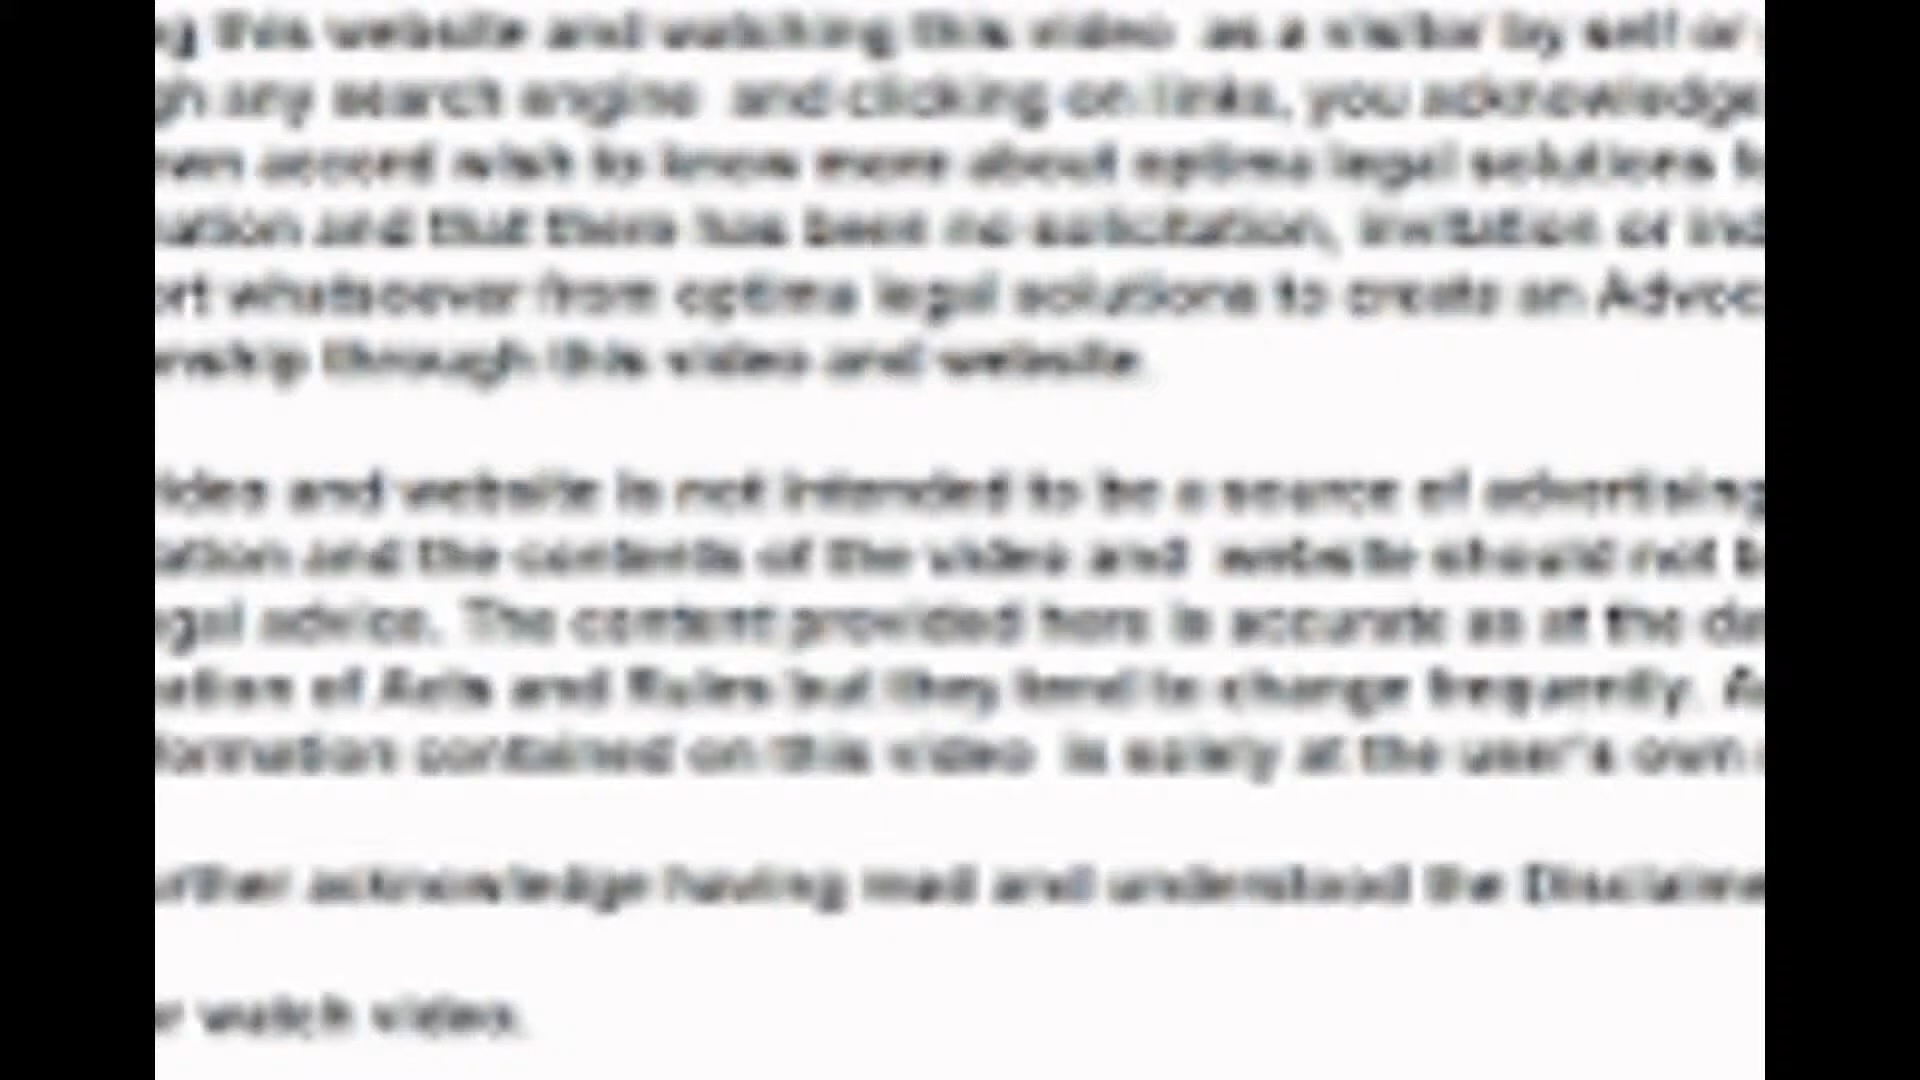 g this website and watching this video as a visitor by self or
gh any search engine and clicking on links, you acknowledge
wn accord wish to know more about optima legal solutions fo
ation and that there has been no solicitation, invitation or ind
ort whatsoever from optima legal solutions to create an Advoc
onship through this video and website.
ideo and website is not intended to be a source of advertising
ation and the contents of the video and website should not b
gal advice. The content provided here is accurate as at the da
ation of Acts and Rules but they tend to change frequently.
formation contained on this video is solely at the user's own
urther acknowledge having read and understood the Disclaime
r watch video.